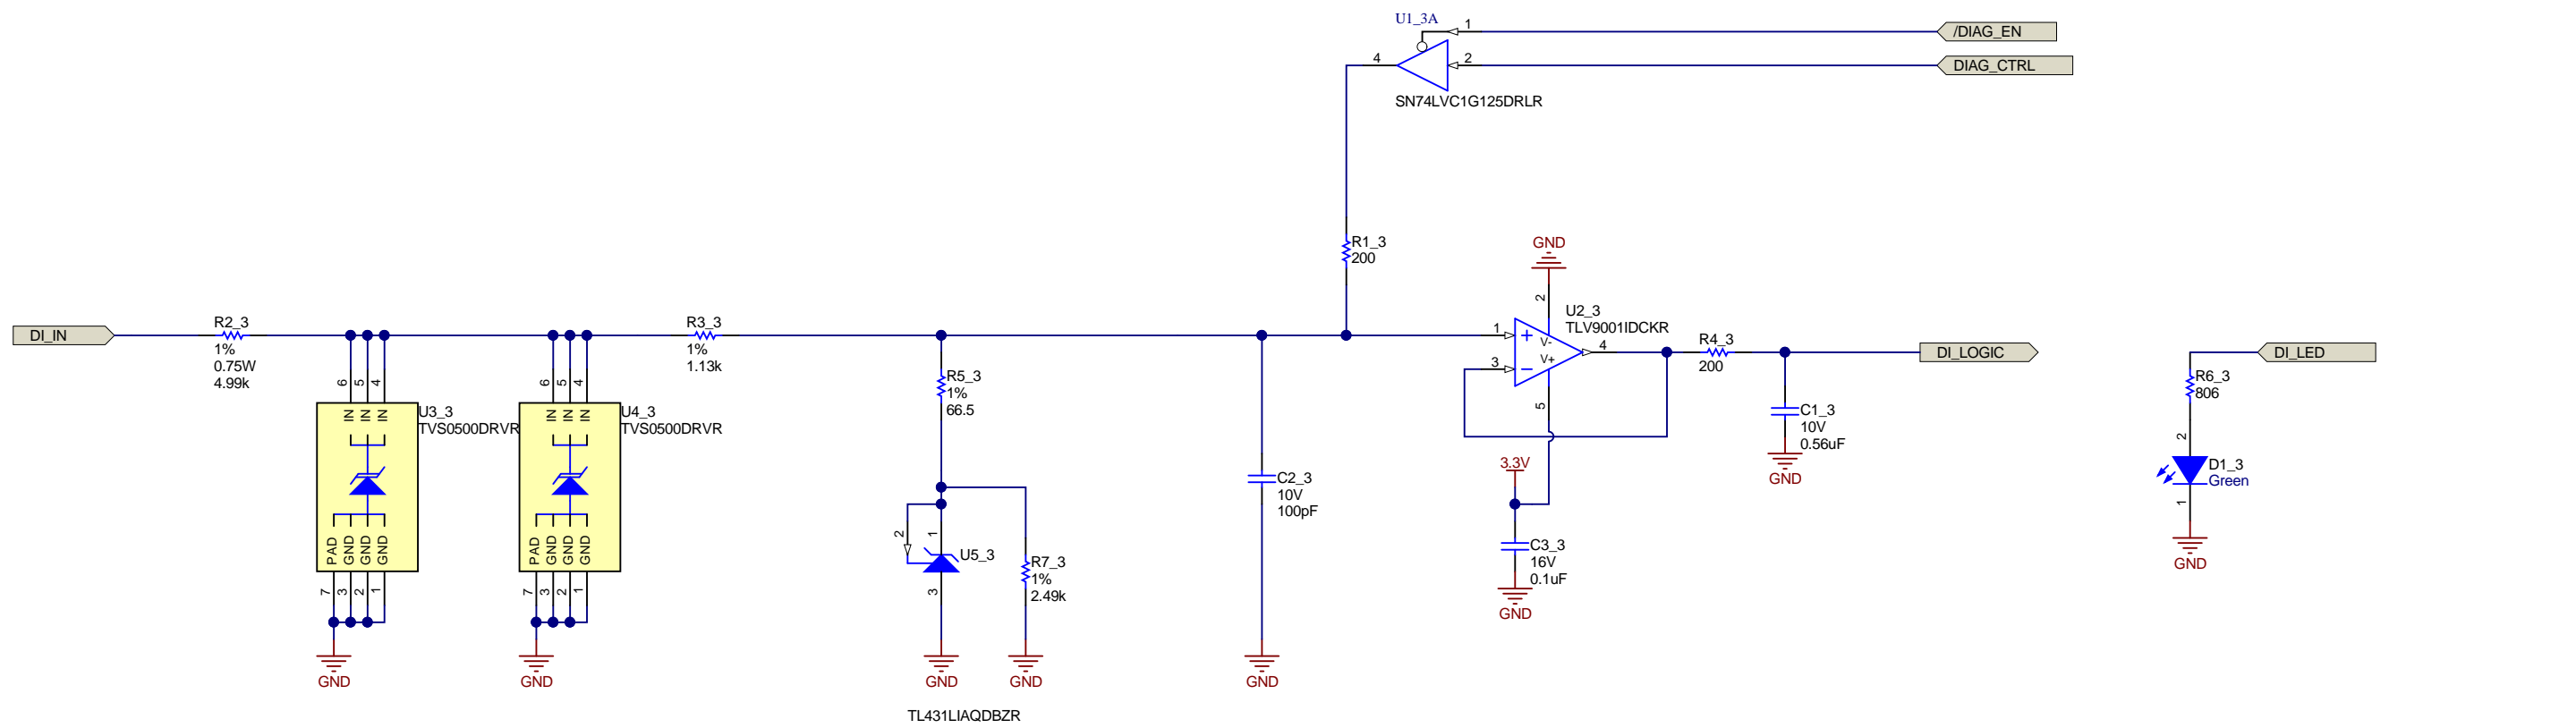 U1_3A
1
/DIAG_EN
4
2
DIAG_CTRL
SN74LVC1G125DRLR
R1_3
200
GND
2
U2_3
TLV9001IDCKR
DI_IN
R2_3
1%
0.75W
4.99k
R3_3
1%
1.13k
1
+
V-
V+
3
−
4
5
R4_3
200
DI_LOGIC
DI_LED
6
5
4
IN
IN
IN
U3_3
TVS0500DRVR
PAD
GND
GND
GND
7
3
2
1
GND
6
5
4
IN
IN
IN
U4_3
TVS0500DRVR
PAD
GND
GND
GND
7
3
2
1
GND
R5_3
1%
66.5
2
1
U5_3
3
GND
TL431LIAQDBZR
R7_3
1%
2.49k
GND
C2_3
10V
100pF
GND
3.3V
C3_3
16V
0.1uF
GND
C1_3
10V
0.56uF
GND
R6_3
806
2
D1_3
Green
1
GND